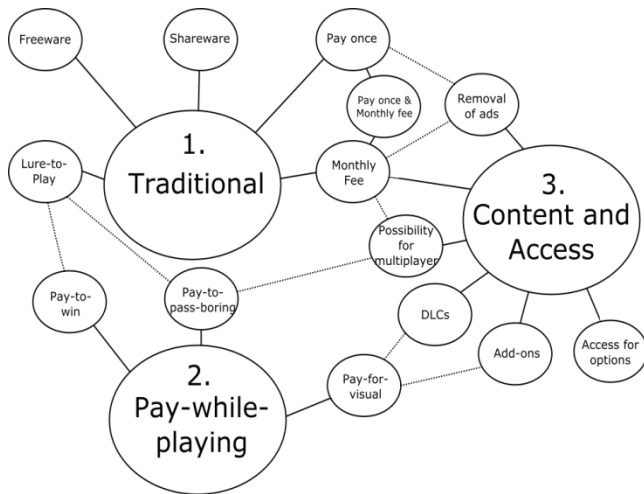 Freeware
Shareware
Pay once
Pay once &
Monthly fee
Removal
of ads
1.
Traditional
Lure-to-
Play
Monthly
Fee
3.
Content and
Access
Possibility
for
multiplayer
Pay-to-
win
Pay-to-
pass-boring
DLCs
Add-ons
Access for
options
2.
Pay-while-
playing
Pay-for-
visual